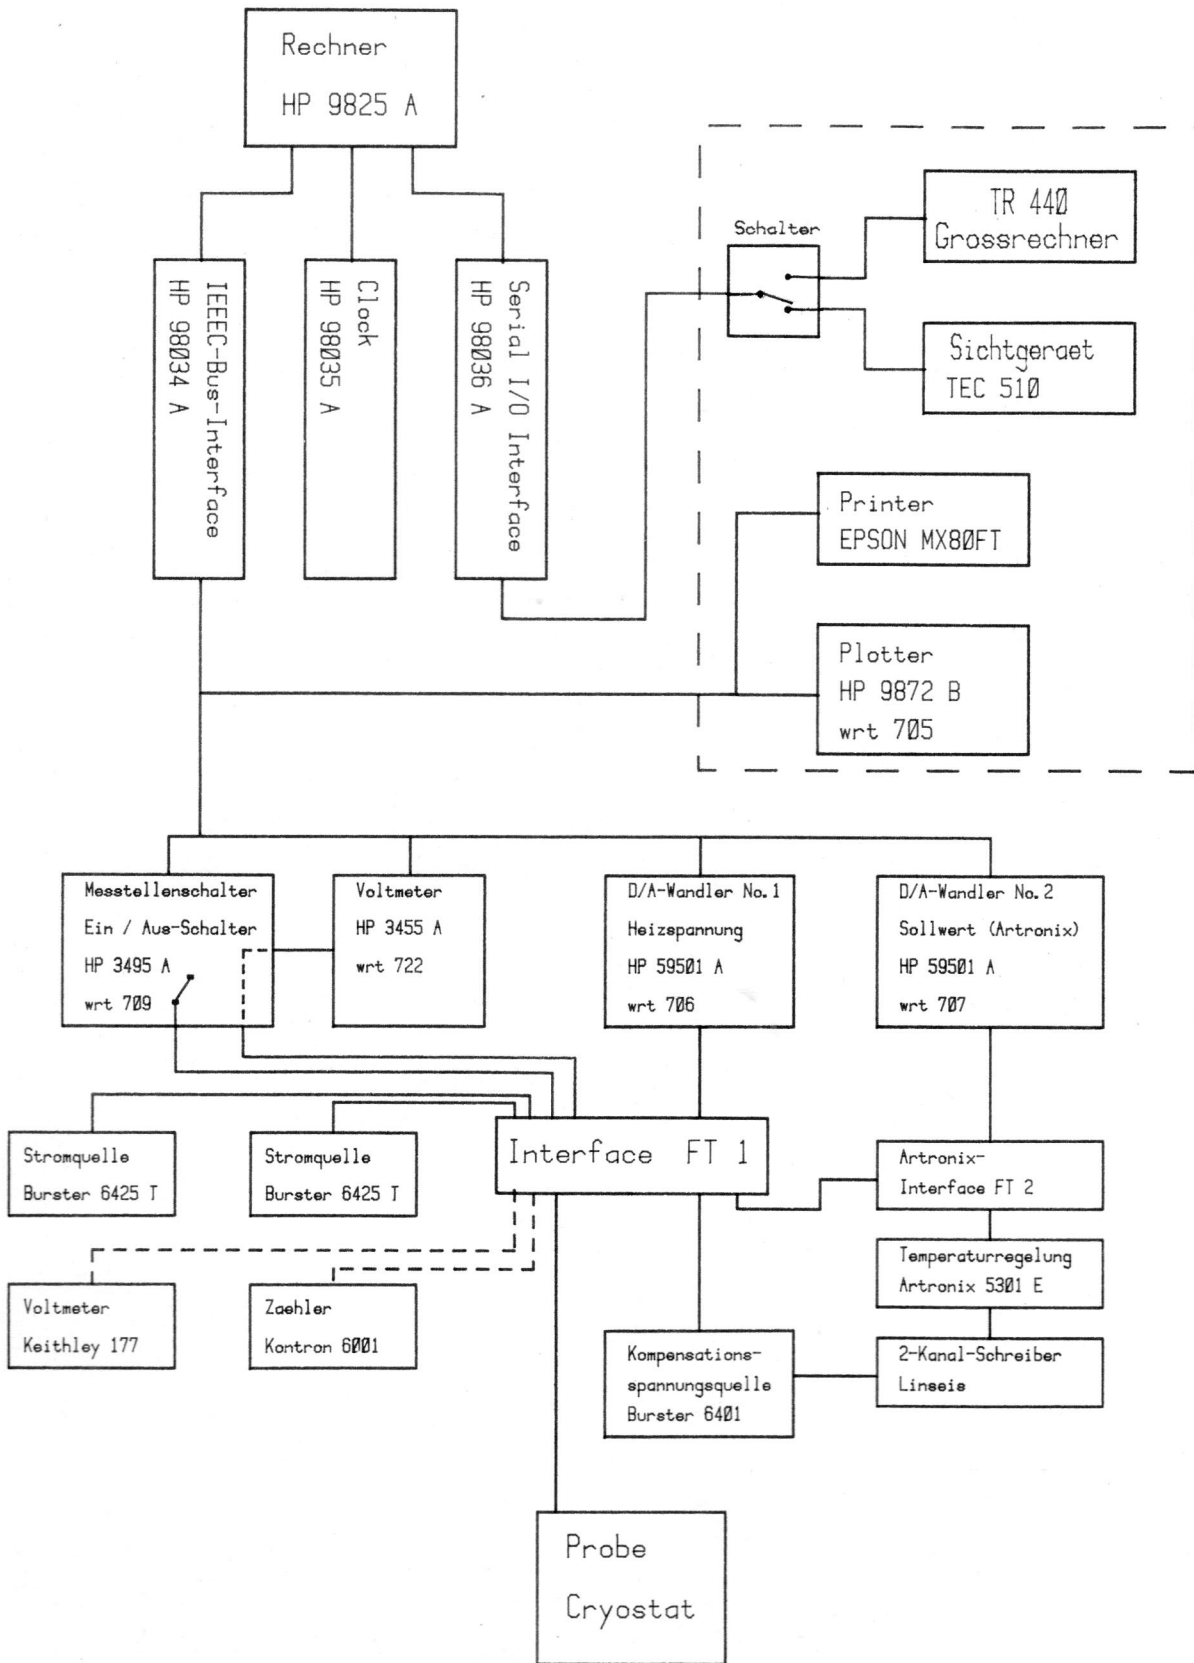 Rechner
HP 9825 A
IEEEC-Bus-Interface
HP 98034 A
Clock
HP 98035 A
Serial I/O Interface
HP 98036 A
Schalter
TR 440
Grossrechner
Sichtgeraet
TEC 510
Printer
EPSON MX80FT
Plotter
HP 9872 B
wrt 705
Messtellenschalter
Ein / Aus-Schalter
HP 3495 A
wrt 709
Voltmeter
HP 3455 A
wrt 722
D/A-Wandler No. 1
Heizspannung
HP 59501 A
wrt 706
D/A-Wandler No. 2
Sollwert (Artronix)
HP 59501 A
wrt 707
Stromquelle
Burster 6425 T
Stromquelle
Burster 6425 T
Interface FT 1
Artronix-
Interface FT 2
Temperaturregelung
Artronix 5301 E
Voltmeter
Keithley 177
Zaehler
Kontron 6001
Kompensations-
spannungsquelle
Burster 6401
2-Kanal-Schreiber
Linseis
Probe
Cryostat